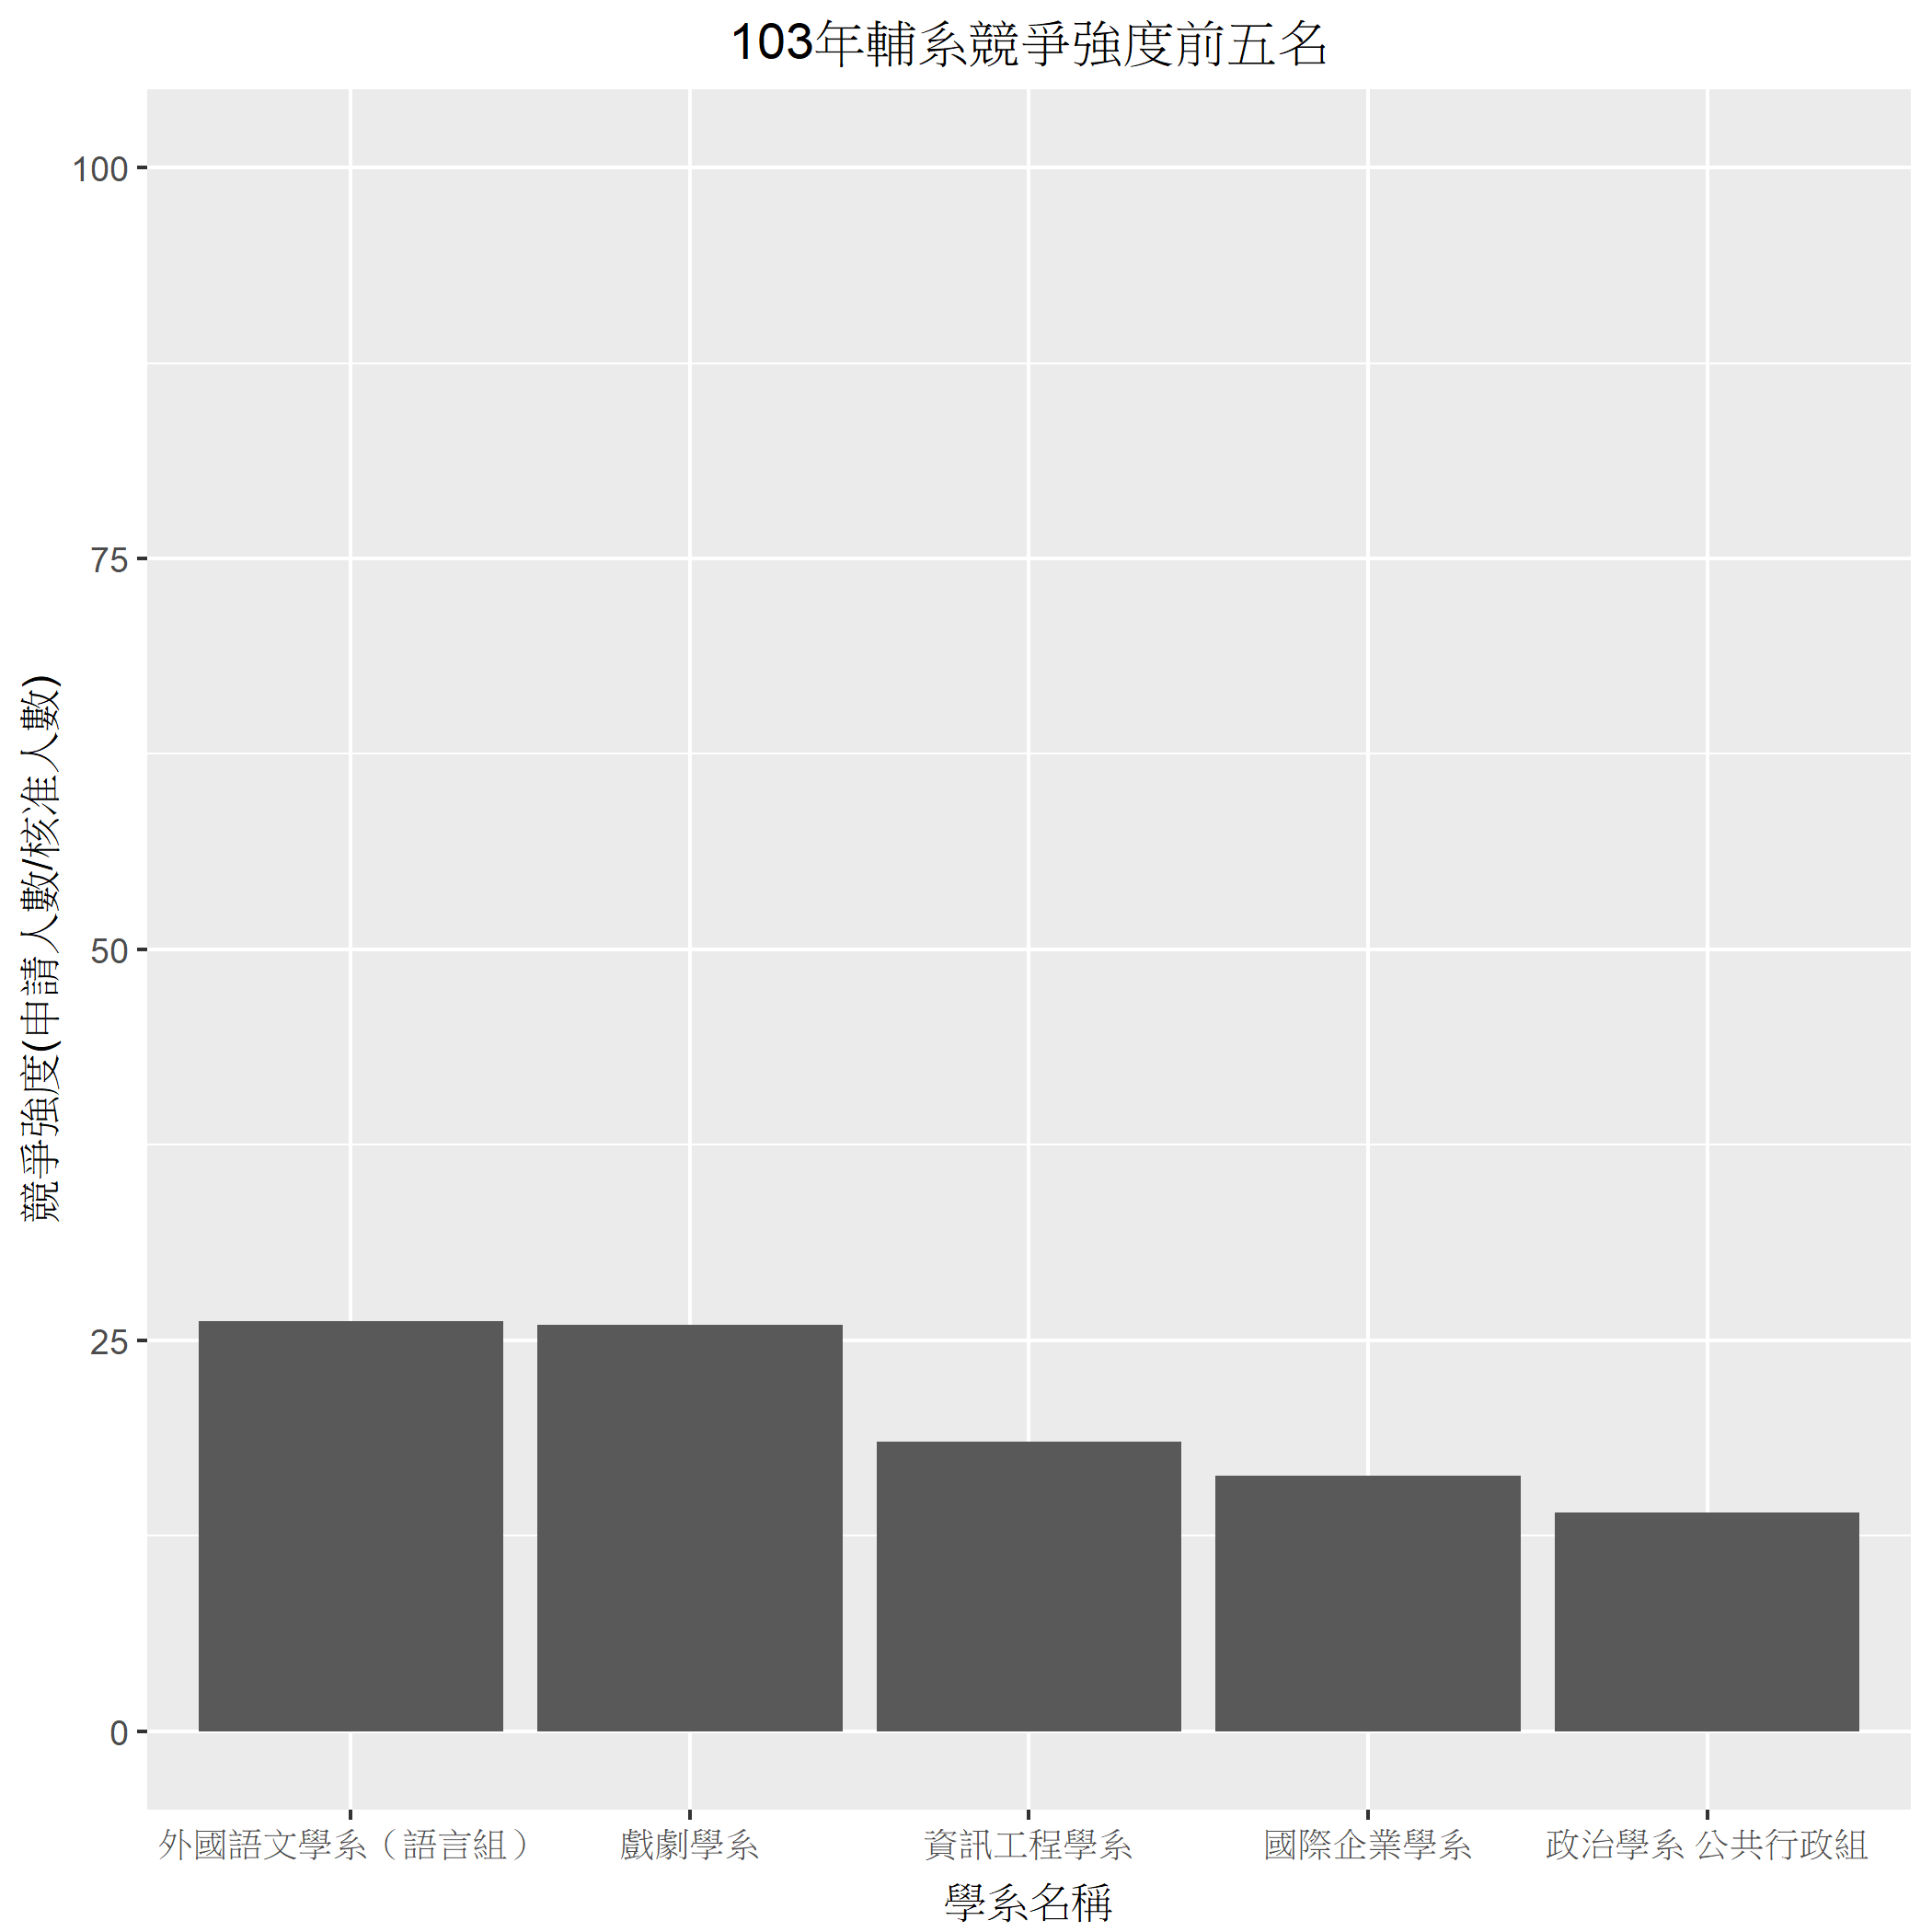 103年輔系競爭強度前五名
競爭強度(申請人數/核准人數)
100
75
50
25
0
外國語文學系（語言組） 戲劇學系 資訊工程學系 國際企業學系 政治學系 公共行政組
學系名稱